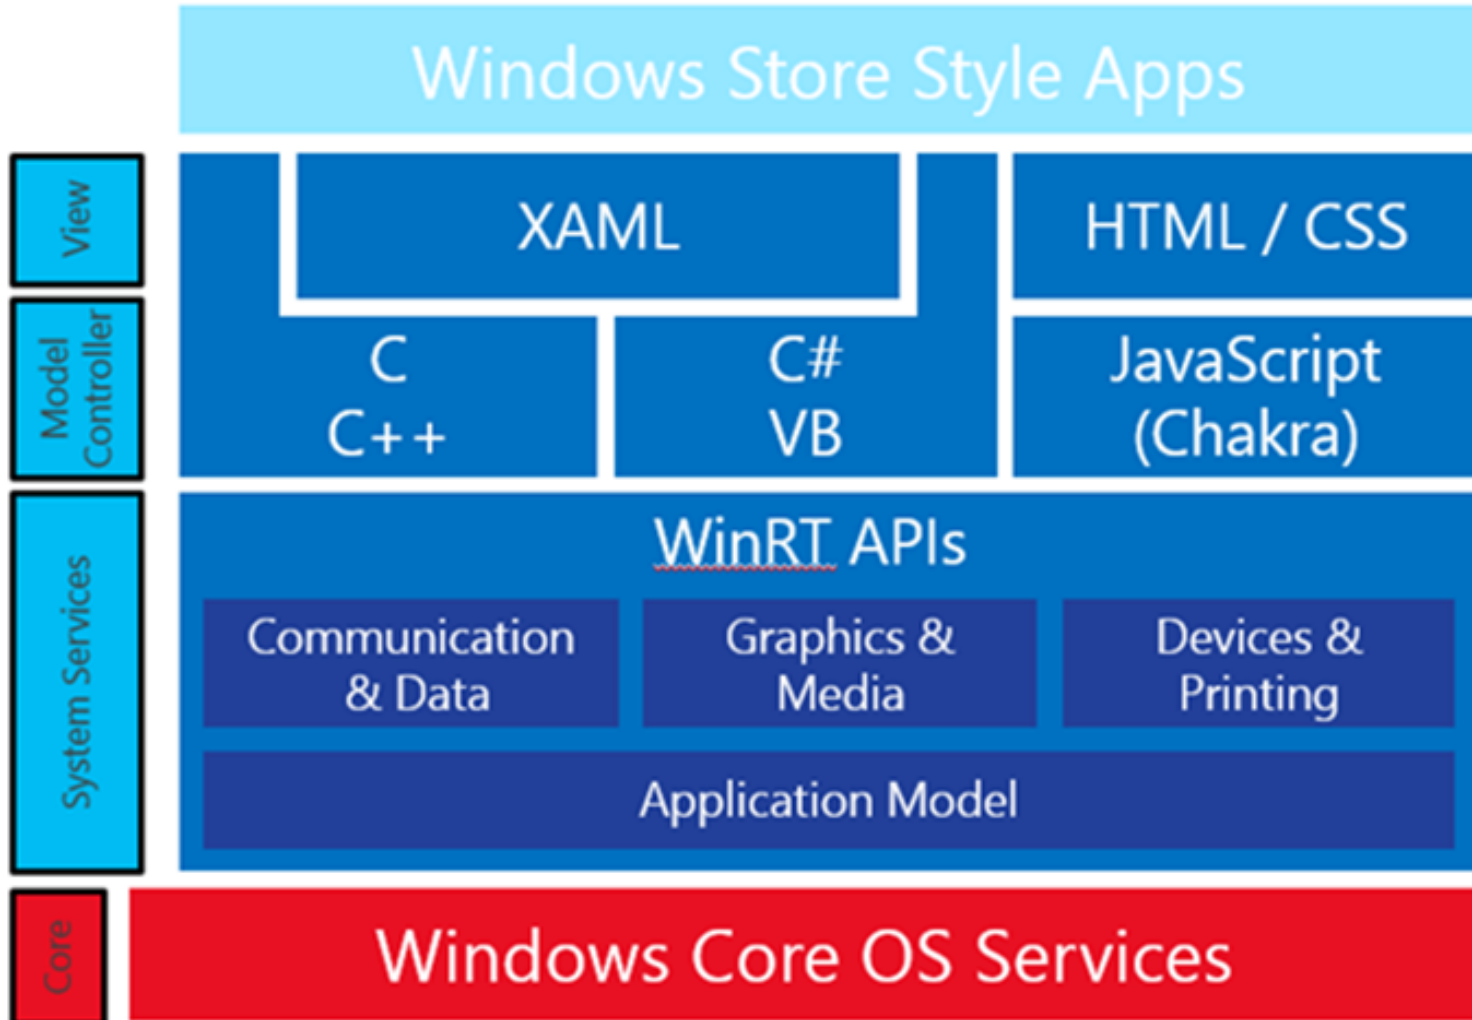 Windows Store Style Apps
View
XAML
HTML / CSS
Model
Controller
C
C++
C#
VB
JavaScript
(Chakra)
System Services
WinRT APIs
Communication
& Data
Graphics &
Media
Devices &
Printing
Application Model
Core
Windows Core OS Services